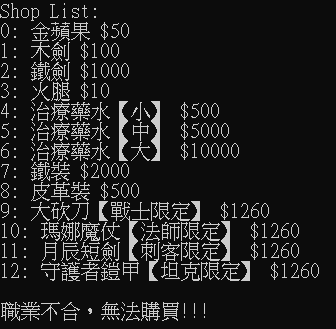 Shop List:
0: 金蘋果 $50
1: 木劍 $100
2: 鐵劍 $1000
3: 火腿 $10
4: 治療藥水【小】 $500
5: 治療藥水【中】 $5000
6: 治療藥水【大】 $10000
7: 鐵裝 $2000
8: 皮革裝 $500
9: 大砍刀【戰士限定】 $1260
10: 瑪娜魔仗【法師限定】 $1260
11: 月辰短劍【刺客限定】 $1260
12: 守護者鎧甲【坦克限定】 $1260
職業不合，無法購買!!!